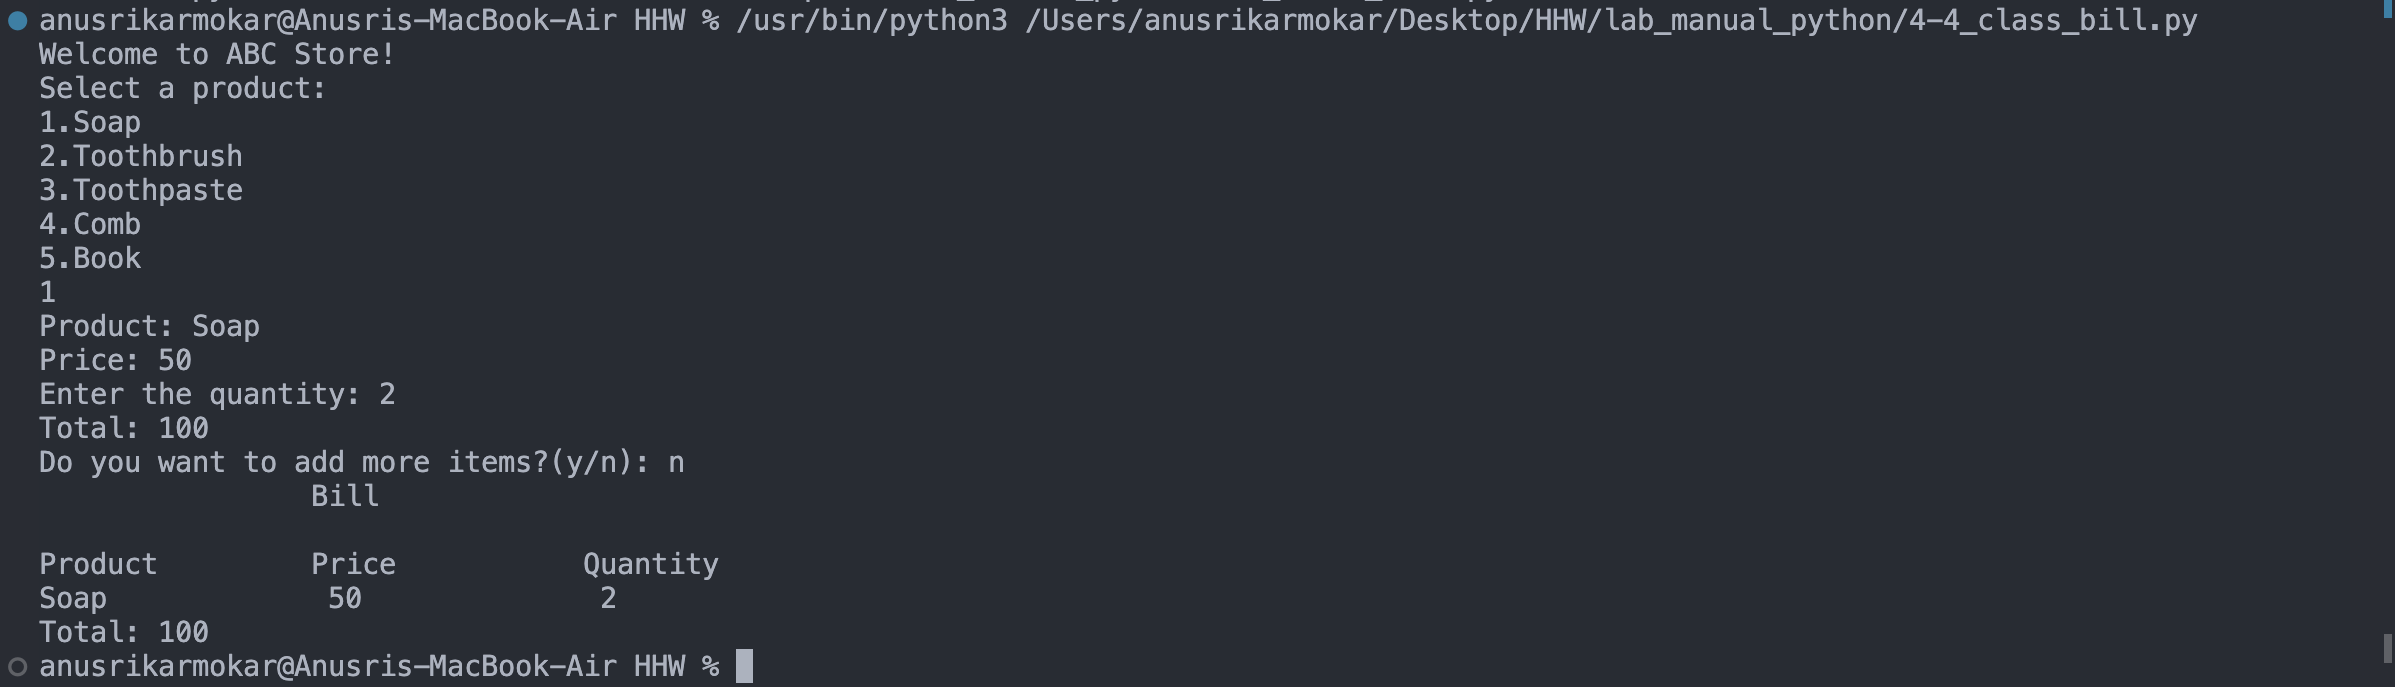 anusrikarmokar@Anusris-MacBook-Air HHW % /usr/bin/python3 /Users/anusrikarmokar/Desktop/HHW/lab_manual_python/4-4_class_bill.py
Welcome to ABC Store!
Select a product:
1.Soap
2.Toothbrush
3.Toothpaste
4.Comb
5.Book
1
Product: Soap
Price: 50
Enter the quantity: 2
Total: 100
Do you want to add more items?(y/n): n
                Bill

Product         Price           Quantity
Soap             50              2
Total: 100
anusrikarmokar@Anusris-MacBook-Air HHW %